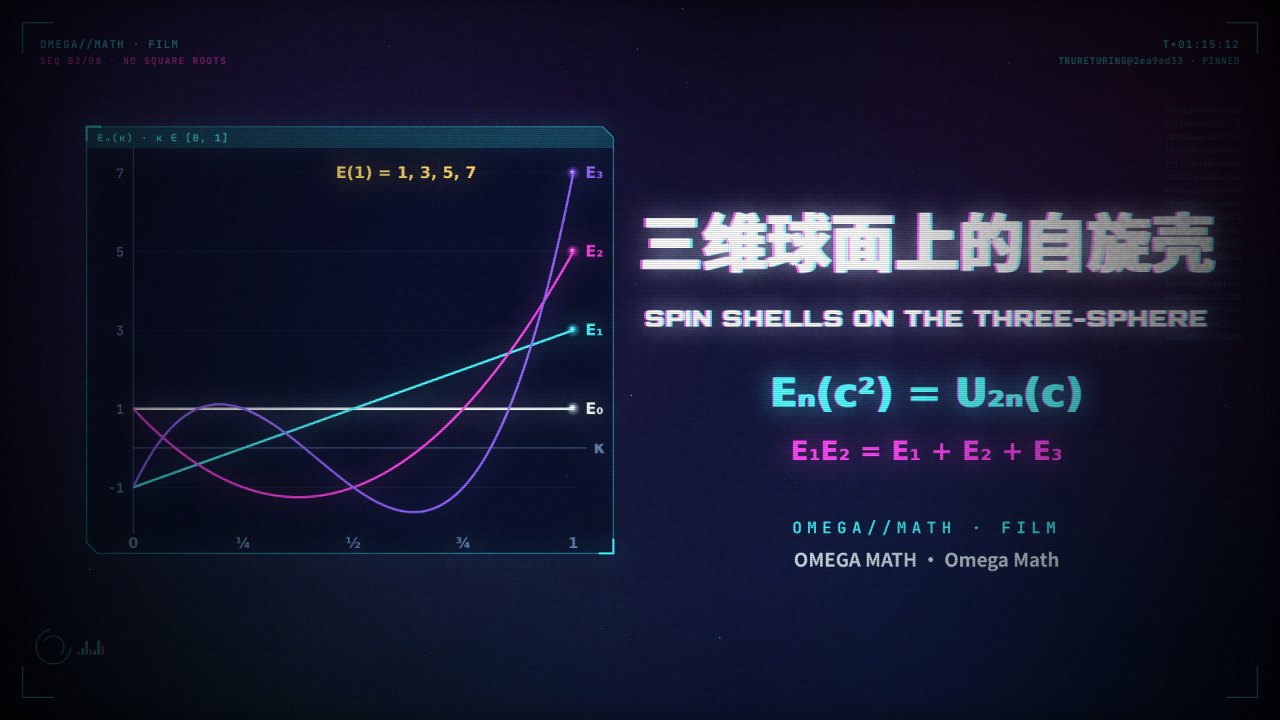 OMEGA//MATH · FILM
SEQ 03/08 · NO SQUARE ROOTS
T+01:15:12
TRURETURING@2ea9ed33 · PINNED
Eₙ(κ) · κ ∈ [0, 1]
E(1) = 1, 3, 5, 7
7
5
3
1
-1
E₃
E₂
E₁
E₀
κ
0
¼
½
¾
1
三维球面上的自旋壳
SPIN SHELLS ON THE THREE-SPHERE
Eₙ(c²) = U₂ₙ(c)
E₁E₂ = E₁ + E₂ + E₃
OMEGA//MATH · FILM
OMEGA MATH • Omega Math